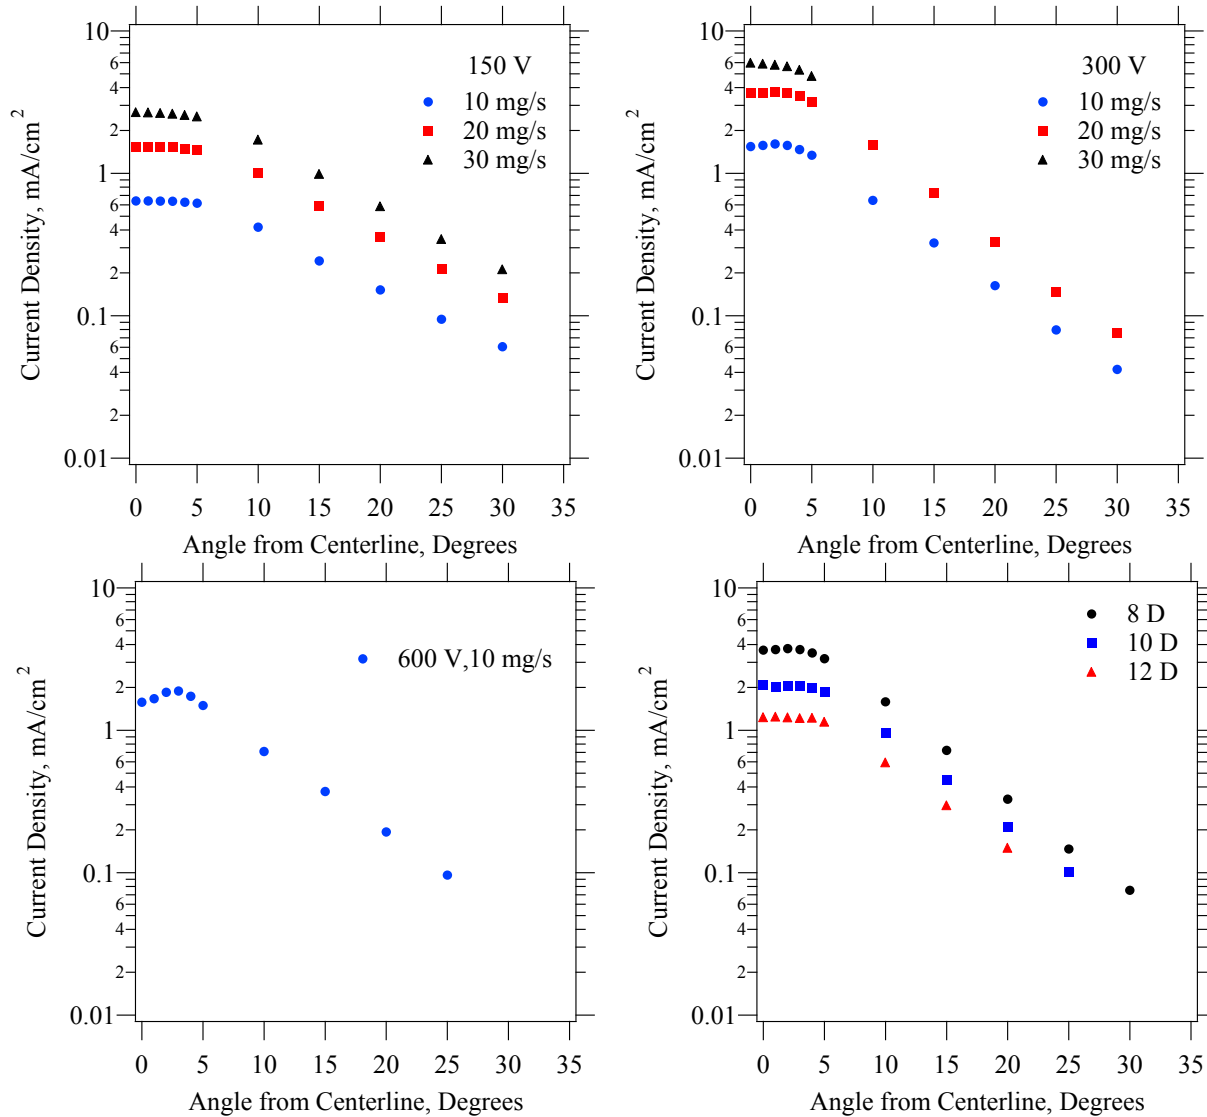 150 V
10 mg/s
20 mg/s
30 mg/s
10
6
4
2
1
6
4
2
0.1
6
4
2
0.01
Current Density, mA/cm²
0 5 10 15 20 25 30 35
Angle from Centerline, Degrees
300 V
10 mg/s
20 mg/s
30 mg/s
10
6
4
2
1
6
4
2
0.1
6
4
2
0.01
Current Density, mA/cm²
0 5 10 15 20 25 30 35
Angle from Centerline, Degrees
600 V,10 mg/s
10
6
4
2
1
6
4
2
0.1
6
4
2
0.01
Current Density, mA/cm²
0 5 10 15 20 25 30 35
Angle from Centerline, Degrees
8 D
10 D
12 D
10
6
4
2
1
6
4
2
0.1
6
4
2
0.01
Current Density, mA/cm²
0 5 10 15 20 25 30 35
Angle from Centerline, Degrees